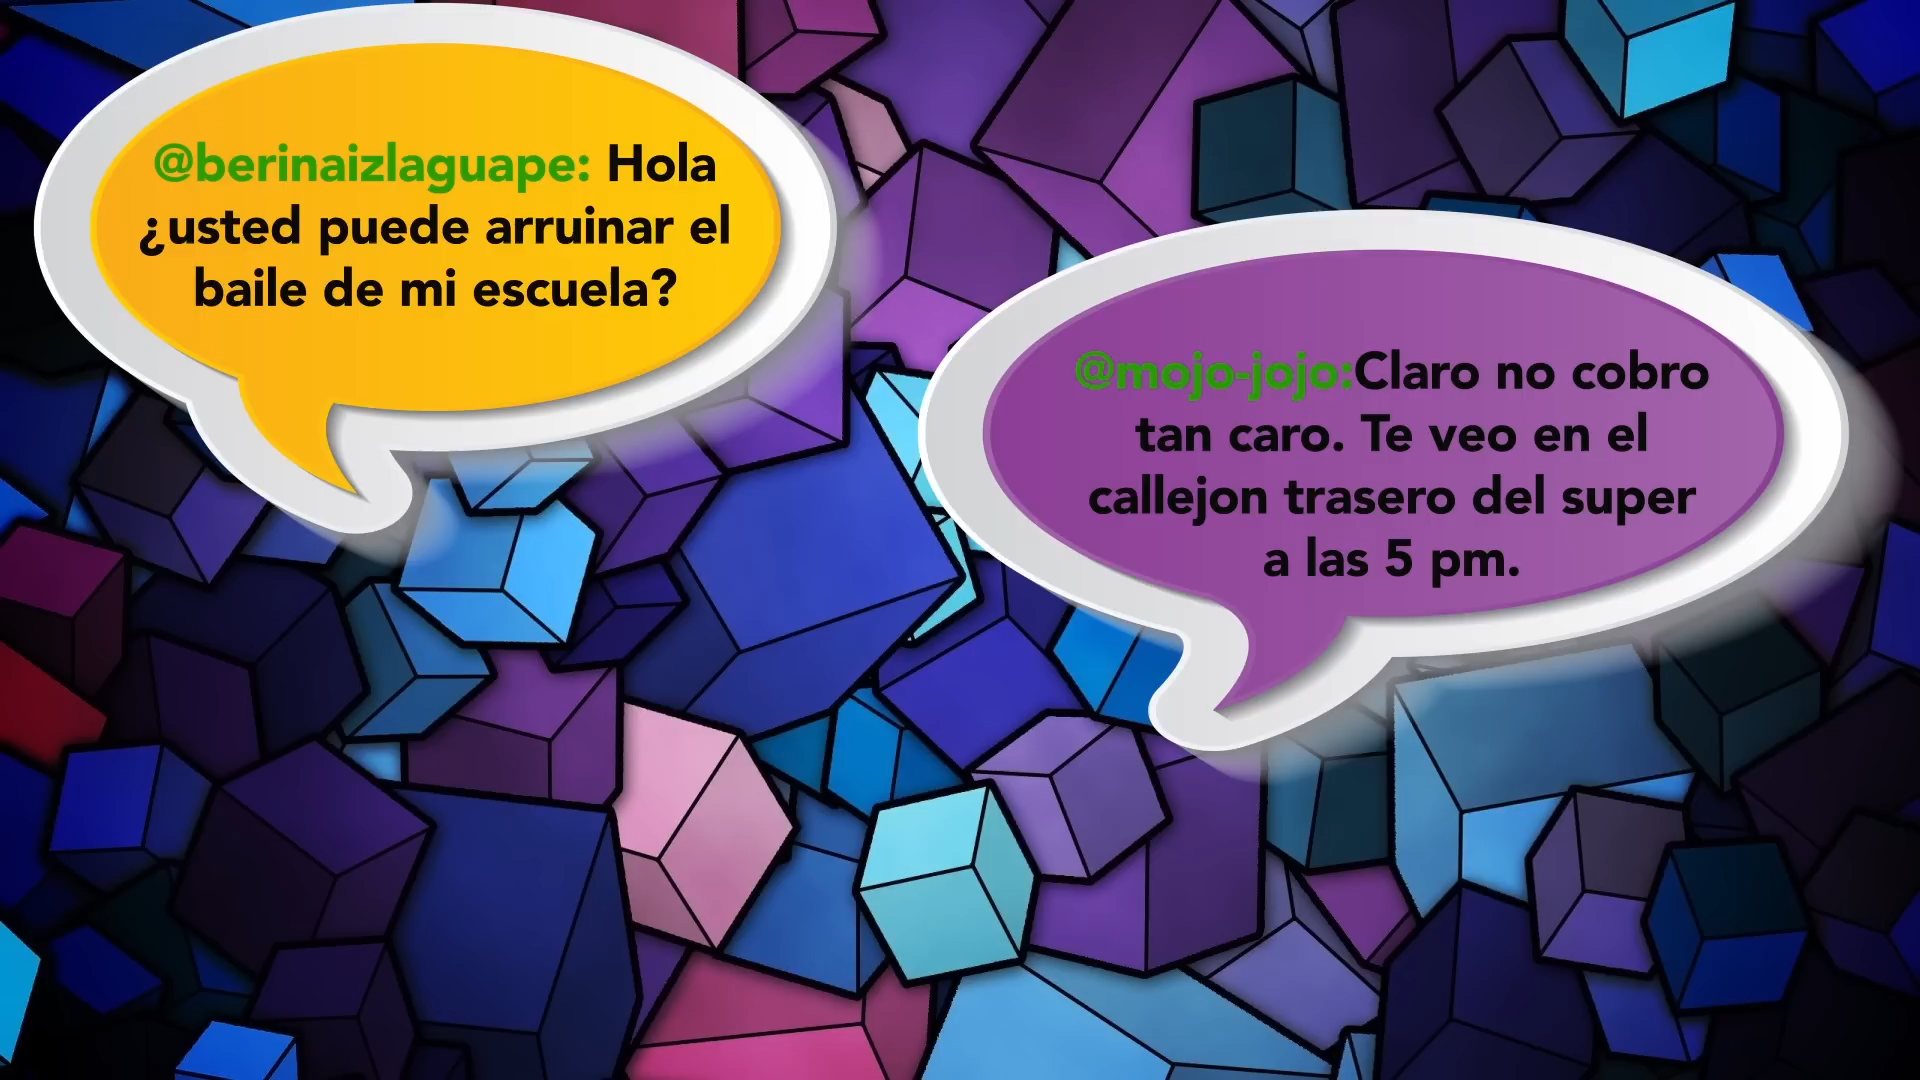 @berinaizlaguape: Hola
¿usted puede arruinar el
baile de mi escuela?
@mojo-jojo:Claro no cobro
tan caro. Te veo en el
callejon trasero del super
a las 5 pm.